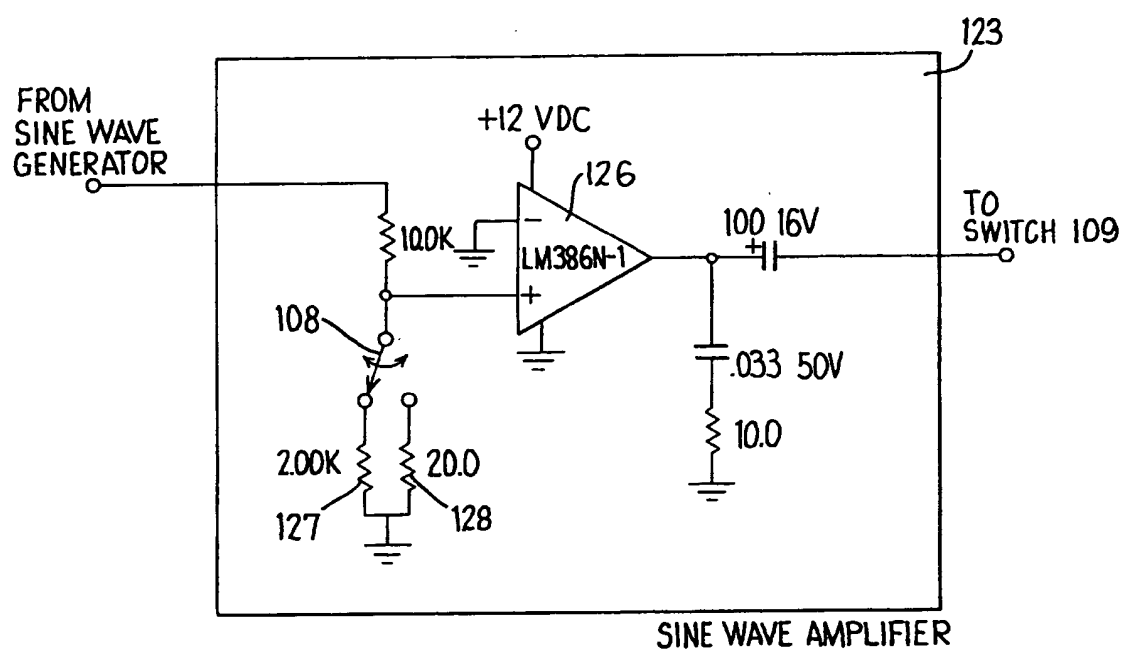 123
FROM
SINE WAVE
GENERATOR
+12 VDC
126
10.0K
−
LM386N-1
+
100 16V
+
TO
SWITCH 109
108
.033 50V
10.0
2.00K
20.0
127
128
SINE WAVE AMPLIFIER